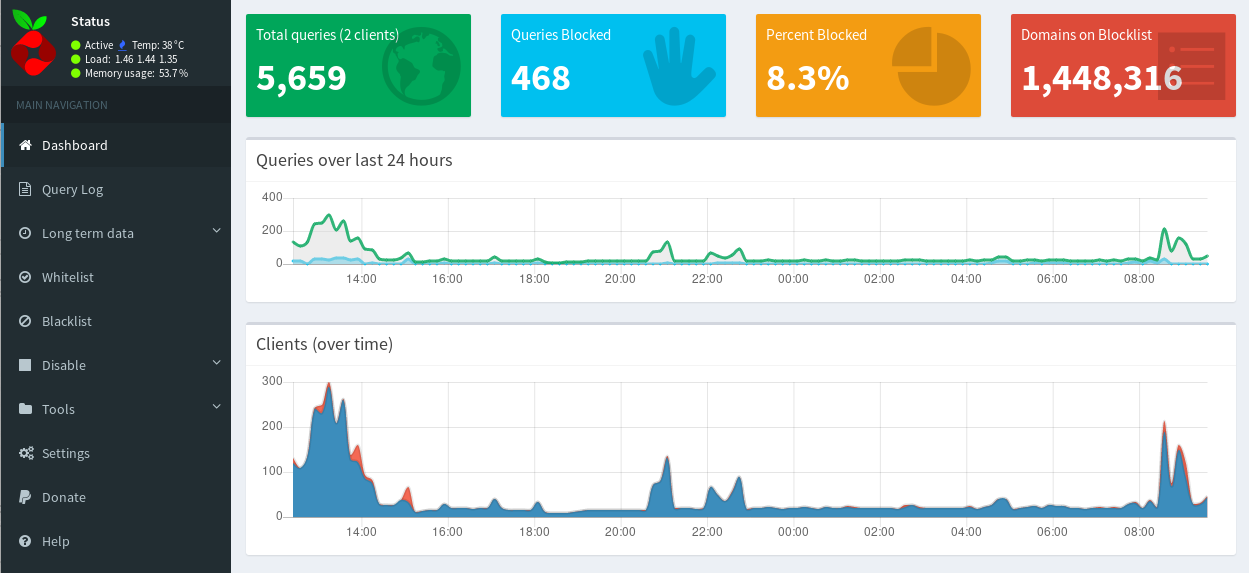 Status
Active Temp: 38 °C
Load: 1.46 1.44 1.35
Memory usage: 53.7 %
MAIN NAVIGATION
Dashboard
Query Log
Long term data
Whitelist
Blacklist
Disable
Tools
Settings
Donate
Help
Total queries (2 clients)
5,659
Queries Blocked
468
Percent Blocked
8.3%
Domains on Blocklist
1,448,316
Queries over last 24 hours
400
200
0
14:00 16:00 18:00 20:00 22:00 00:00 02:00 04:00 06:00 08:00
Clients (over time)
300
200
100
0
14:00 16:00 18:00 20:00 22:00 00:00 02:00 04:00 06:00 08:00